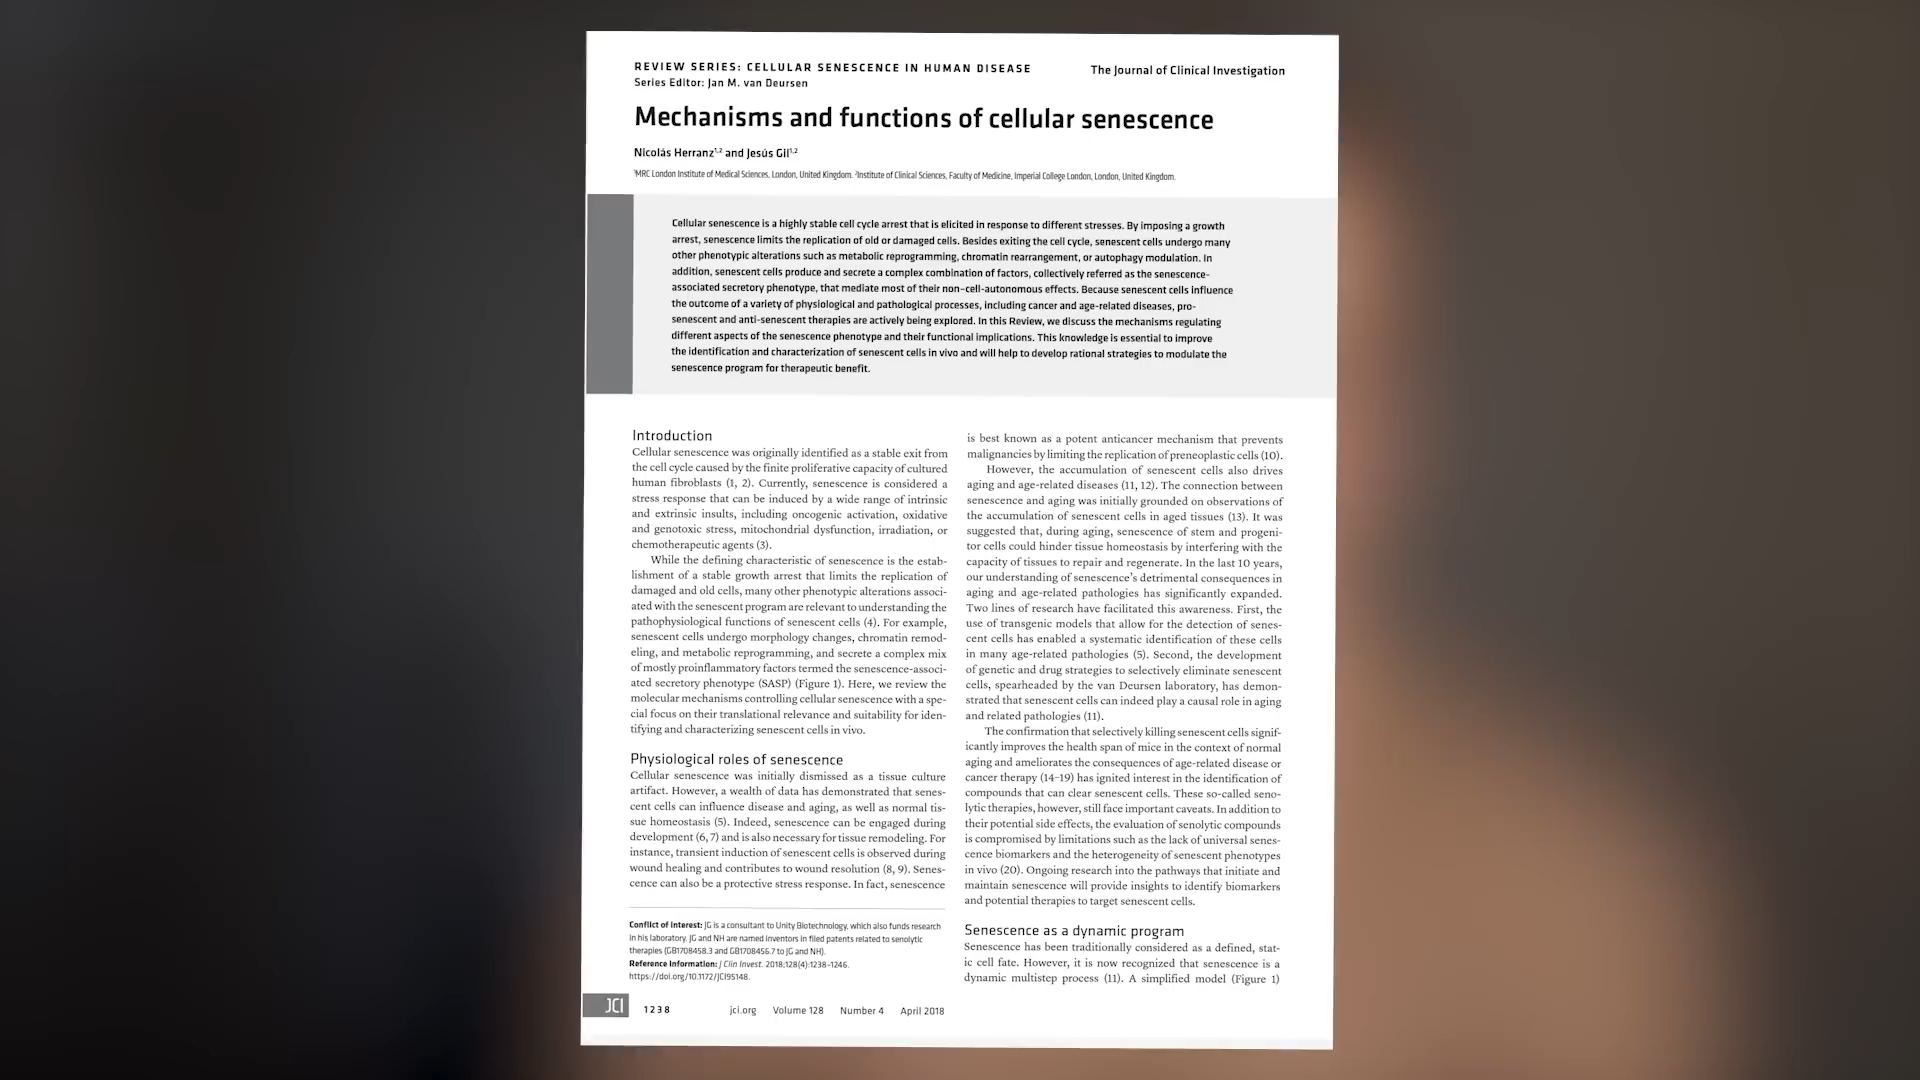 REVIEW SERIES: CELLULAR SENESCENCE IN HUMAN DISEASE
Series Editor: Jan M. van Deursen
The Journal of Clinical Investigation
Mechanisms and functions of cellular senescence
Nicolás Herranz1,2 and Jesús Gil1,2
1MRC London Institute of Medical Sciences, London, United Kingdom. 2Institute of Clinical Sciences, Faculty of Medicine, Imperial College London, London, United Kingdom.
Cellular senescence is a highly stable cell cycle arrest that is elicited in response to different stresses. By imposing a growth
arrest, senescence limits the replication of old or damaged cells. Besides exiting the cell cycle, senescent cells undergo many
other phenotypic alterations such as metabolic reprogramming, chromatin rearrangement, or autophagy modulation. In
addition, senescent cells produce and secrete a complex combination of factors, collectively referred as the senescence-
associated secretory phenotype, that mediate most of their non–cell-autonomous effects. Because senescent cells influence
the outcome of a variety of physiological and pathological processes, including cancer and age-related diseases, pro-
senescent and anti-senescent therapies are actively being explored. In this Review, we discuss the mechanisms regulating
different aspects of the senescence phenotype and their functional implications. This knowledge is essential to improve
the identification and characterization of senescent cells in vivo and will help to develop rational strategies to modulate the
senescence program for therapeutic benefit.
Introduction
Cellular senescence was originally identified as a stable exit from
the cell cycle caused by the finite proliferative capacity of cultured
human fibroblasts (1, 2). Currently, senescence is considered a
stress response that can be induced by a wide range of intrinsic
and extrinsic insults, including oncogenic activation, oxidative
and genotoxic stress, mitochondrial dysfunction, irradiation, or
chemotherapeutic agents (3).
While the defining characteristic of senescence is the estab-
lishment of a stable growth arrest that limits the replication of
damaged and old cells, many other phenotypic alterations associ-
ated with the senescent program are relevant to understanding the
pathophysiological functions of senescent cells (4). For example,
senescent cells undergo morphology changes, chromatin remod-
eling, and metabolic reprogramming, and secrete a complex mix
of mostly proinflammatory factors termed the senescence-associ-
ated secretory phenotype (SASP) (Figure 1). Here, we review the
molecular mechanisms controlling cellular senescence with a spe-
cial focus on their translational relevance and suitability for iden-
tifying and characterizing senescent cells in vivo.
Physiological roles of senescence
Cellular senescence was initially dismissed as a tissue culture
artifact. However, a wealth of data has demonstrated that senes-
cent cells can influence disease and aging, as well as normal tis-
sue homeostasis (5). Indeed, senescence can be engaged during
development (6, 7) and is also necessary for tissue remodeling. For
instance, transient induction of senescent cells is observed during
wound healing and contributes to wound resolution (8, 9). Senes-
cence can also be a protective stress response. In fact, senescence
Conflict of interest: JG is a consultant to Unity Biotechnology, which also funds research
in his laboratory. JG and NH are named inventors in filed patents related to senolytic
therapies (GB1708458.3 and GB1708456.7 to JG and NH).
Reference information: J Clin Invest. 2018;128(4):1238–1246.
https://doi.org/10.1172/JCI95148.
is best known as a potent anticancer mechanism that prevents
malignancies by limiting the replication of preneoplastic cells (10).
However, the accumulation of senescent cells also drives
aging and age-related diseases (11, 12). The connection between
senescence and aging was initially grounded on observations of
the accumulation of senescent cells in aged tissues (13). It was
suggested that, during aging, senescence of stem and progeni-
tor cells could hinder tissue homeostasis by interfering with the
capacity of tissues to repair and regenerate. In the last 10 years,
our understanding of senescence's detrimental consequences in
aging and age-related pathologies has significantly expanded.
Two lines of research have facilitated this awareness. First, the
use of transgenic models that allow for the detection of senes-
cent cells has enabled a systematic identification of these cells
in many age-related pathologies (5). Second, the development
of genetic and drug strategies to selectively eliminate senescent
cells, spearheaded by the van Deursen laboratory, has demon-
strated that senescent cells can indeed play a causal role in aging
and related pathologies (11).
The confirmation that selectively killing senescent cells signif-
icantly improves the health span of mice in the context of normal
aging and ameliorates the consequences of age-related disease or
cancer therapy (14–19) has ignited interest in the identification of
compounds that can clear senescent cells. These so-called seno-
lytic therapies, however, still face important caveats. In addition to
their potential side effects, the evaluation of senolytic compounds
is compromised by limitations such as the lack of universal senes-
cence biomarkers and the heterogeneity of senescent phenotypes
in vivo (20). Ongoing research into the pathways that initiate and
maintain senescence will provide insights to identify biomarkers
and potential therapies to target senescent cells.
Senescence as a dynamic program
Senescence has been traditionally considered as a defined, stat-
ic cell fate. However, it is now recognized that senescence is a
dynamic multistep process (11). A simplified model (Figure 1)
JCI 1238 jci.org Volume 128 Number 4 April 2018